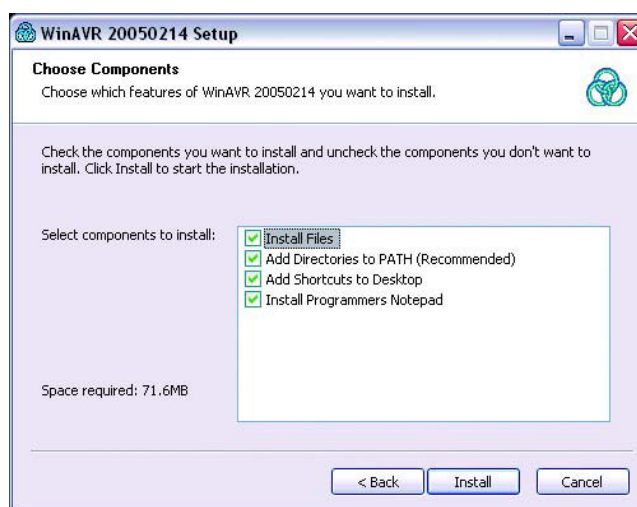 WinAVR 20050214 Setup
Choose Components
Choose which features of WinAVR 20050214 you want to install.
Check the components you want to install and uncheck the components you don't want to
install. Click Install to start the installation.
Select components to install:
Install Files
Add Directories to PATH (Recommended)
Add Shortcuts to Desktop
Install Programmers Notepad
Space required: 71.6MB
< Back
Install
Cancel